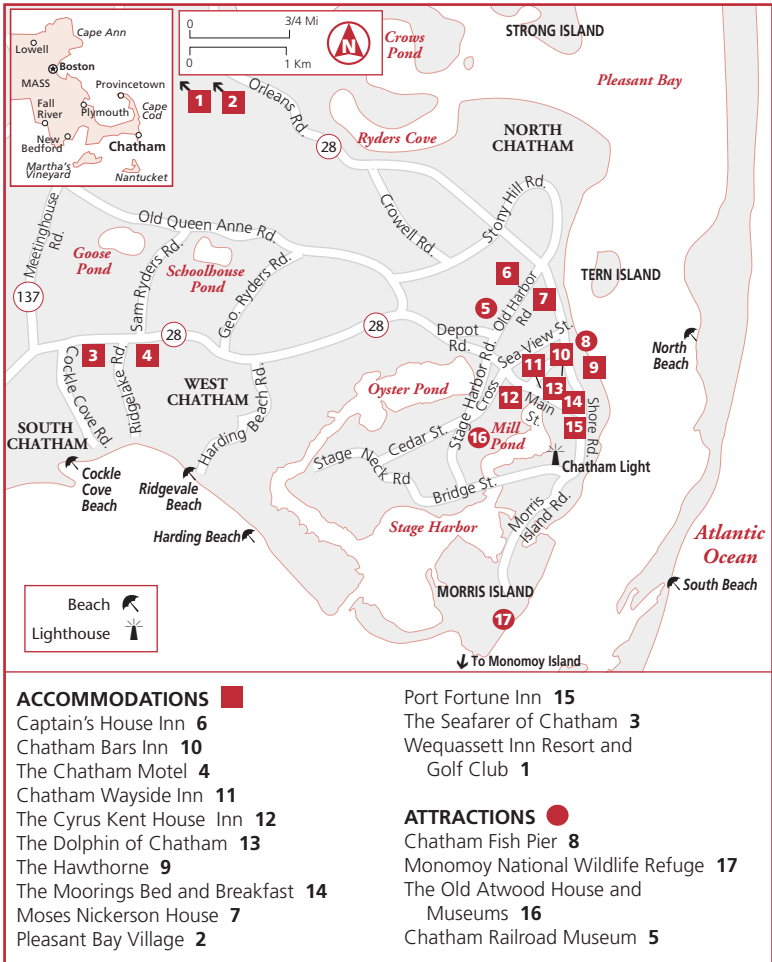 Cape Ann
Lowell
Boston
MASS
Provincetown
Fall
River
Plymouth
Cape
Cod
New
Bedford
Chatham
Martha's
Vineyard
Nantucket
0 3/4 Mi
0 1 Km
N
Crows
Pond
STRONG ISLAND
Pleasant Bay
1
2
Orleans
Rd.
28
Ryders Cove
NORTH
CHATHAM
Meetinghouse
Rd.
Old Queen Anne Rd.
Crowell Rd.
Stony Hill Rd.
Goose
Pond
Sam Ryders Rd.
Schoolhouse
Pond
Geo. Ryders Rd.
137
28
28
6
5
Old Harbor
Rd
7
TERN ISLAND
Depot
Rd.
Sea View St.
8
North
Beach
3
4
Cockle Cove Rd.
Ridgelake Rd.
WEST
CHATHAM
Harding Beach Rd.
Oyster Pond
Stage Harbor Rd.
Cross
11
10
9
12
13
14
15
Main
St.
Shore Rd.
SOUTH
CHATHAM
16
Mill
Pond
Cedar St.
Stage
Neck Rd
Bridge St.
Chatham Light
Cockle
Cove
Beach
Ridgevale
Beach
Harding Beach
Stage Harbor
Morris
Island Rd.
Atlantic
Ocean
South Beach
MORRIS ISLAND
17
To Monomoy Island
Beach
Lighthouse
ACCOMMODATIONS
Captain's House Inn 6
Chatham Bars Inn 10
The Chatham Motel 4
Chatham Wayside Inn 11
The Cyrus Kent House Inn 12
The Dolphin of Chatham 13
The Hawthorne 9
The Moorings Bed and Breakfast 14
Moses Nickerson House 7
Pleasant Bay Village 2
Port Fortune Inn 15
The Seafarer of Chatham 3
Wequassett Inn Resort and
Golf Club 1
ATTRACTIONS
Chatham Fish Pier 8
Monomoy National Wildlife Refuge 17
The Old Atwood House and
Museums 16
Chatham Railroad Museum 5